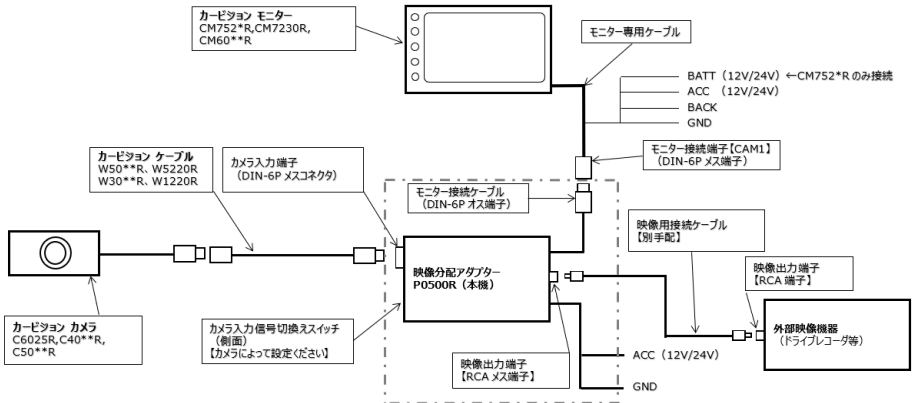 カービジョン モニター
CM752*R,CM7230R,
CM60**R
モニター専用ケーブル
BATT（12V/24V）←CM752*Rのみ接続
ACC （12V/24V）
BACK
GND
モニター接続端子【CAM1】
（DIN-6P メス端子）
カービジョン ケーブル
W50**R、W5220R
W30**R、W1220R
カメラ入力端子
（DIN-6P メスコネクタ）
モニター接続ケーブル
（DIN-6P オス端子）
映像用接続ケーブル
【別手配】
映像分配アダプター
P0500R（本機）
映像出力端子
【RCA 端子】
カービジョン カメラ
C6025R,C40**R,
C50**R
カメラ入力信号切換えスイッチ
（側面）
【カメラによって設定ください】
映像出力端子
【RCAメス端子】
ACC（12V/24V）
GND
外部映像機器
（ドライブレコーダ等）